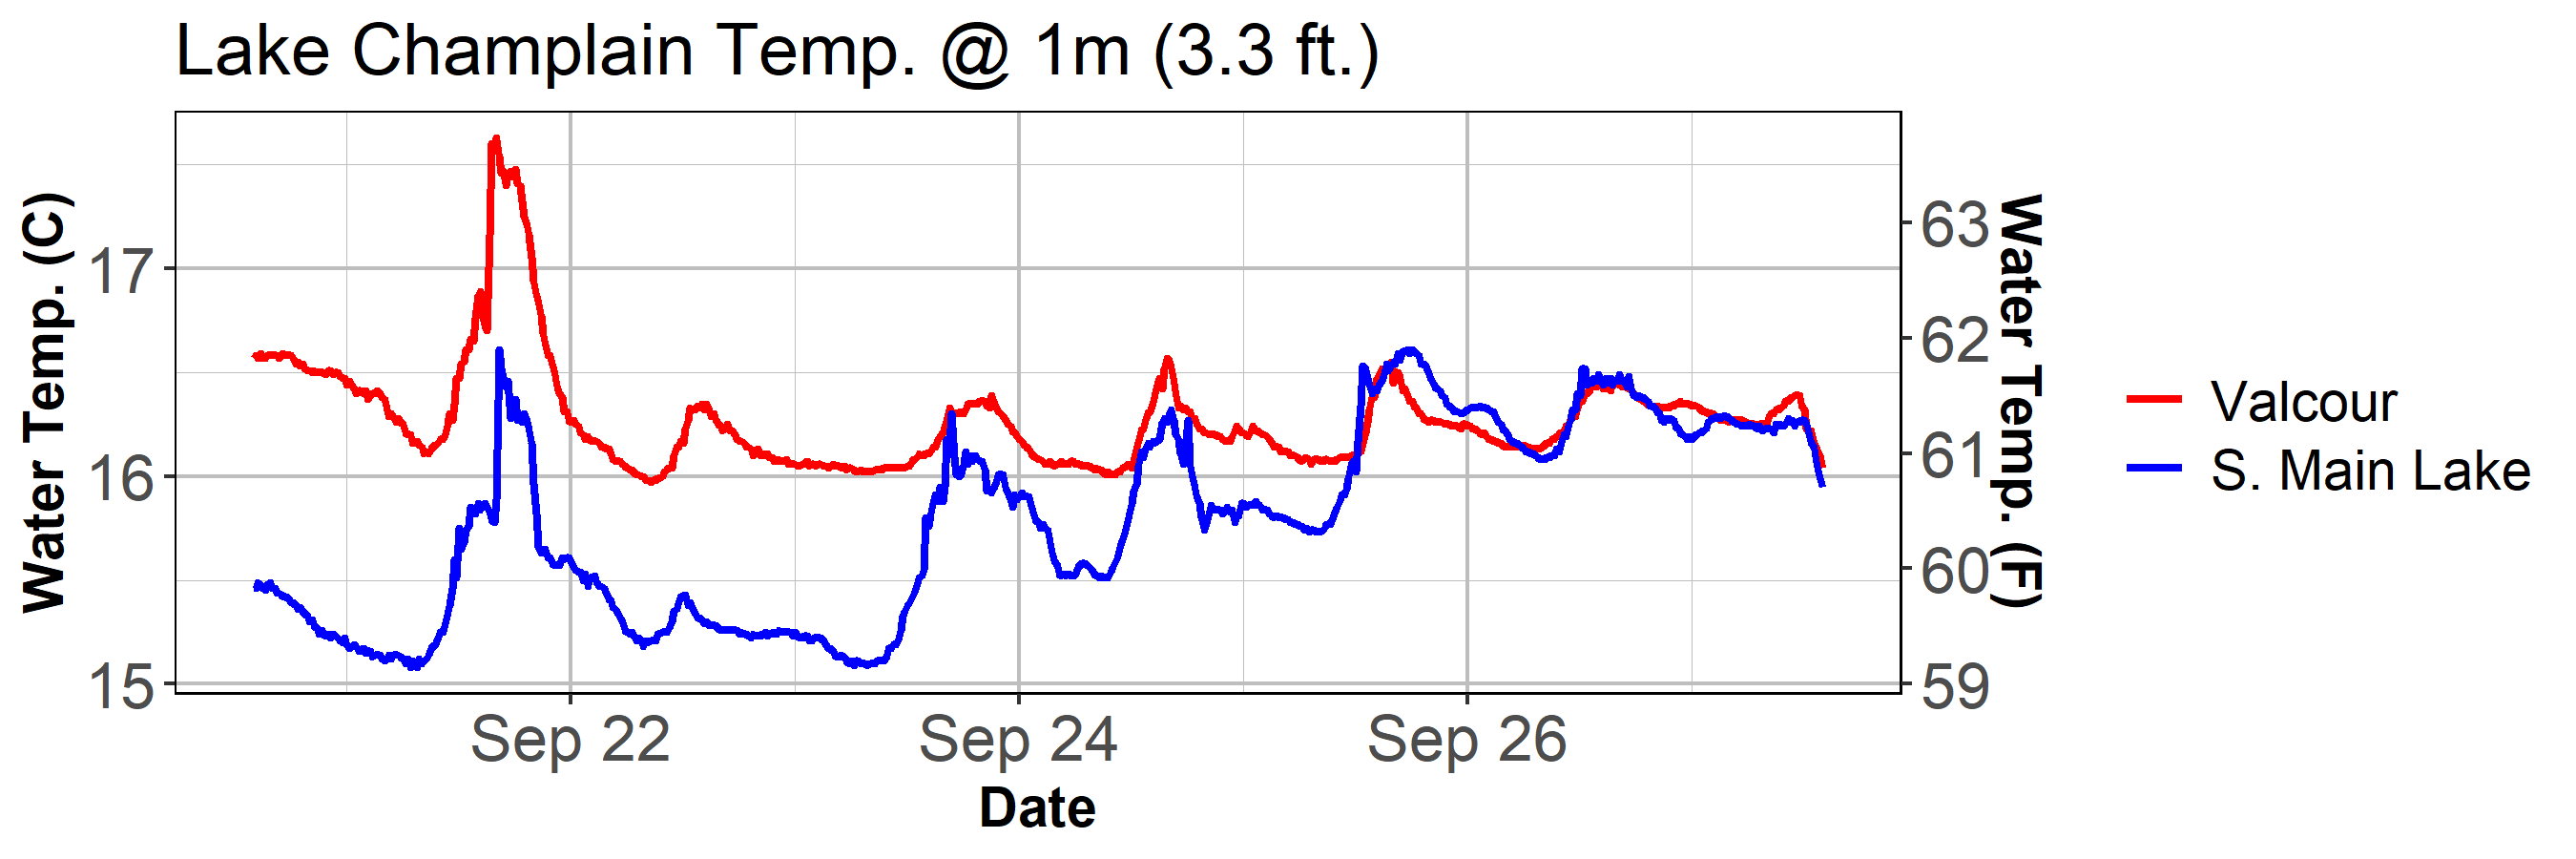 Lake Champlain Temp. @ 1m (3.3 ft.)
Water Temp. (C)
17
16
15
63
62
61
60
59
Water Temp. (F)
Sep 22
Sep 24
Sep 26
Date
Valcour
S. Main Lake